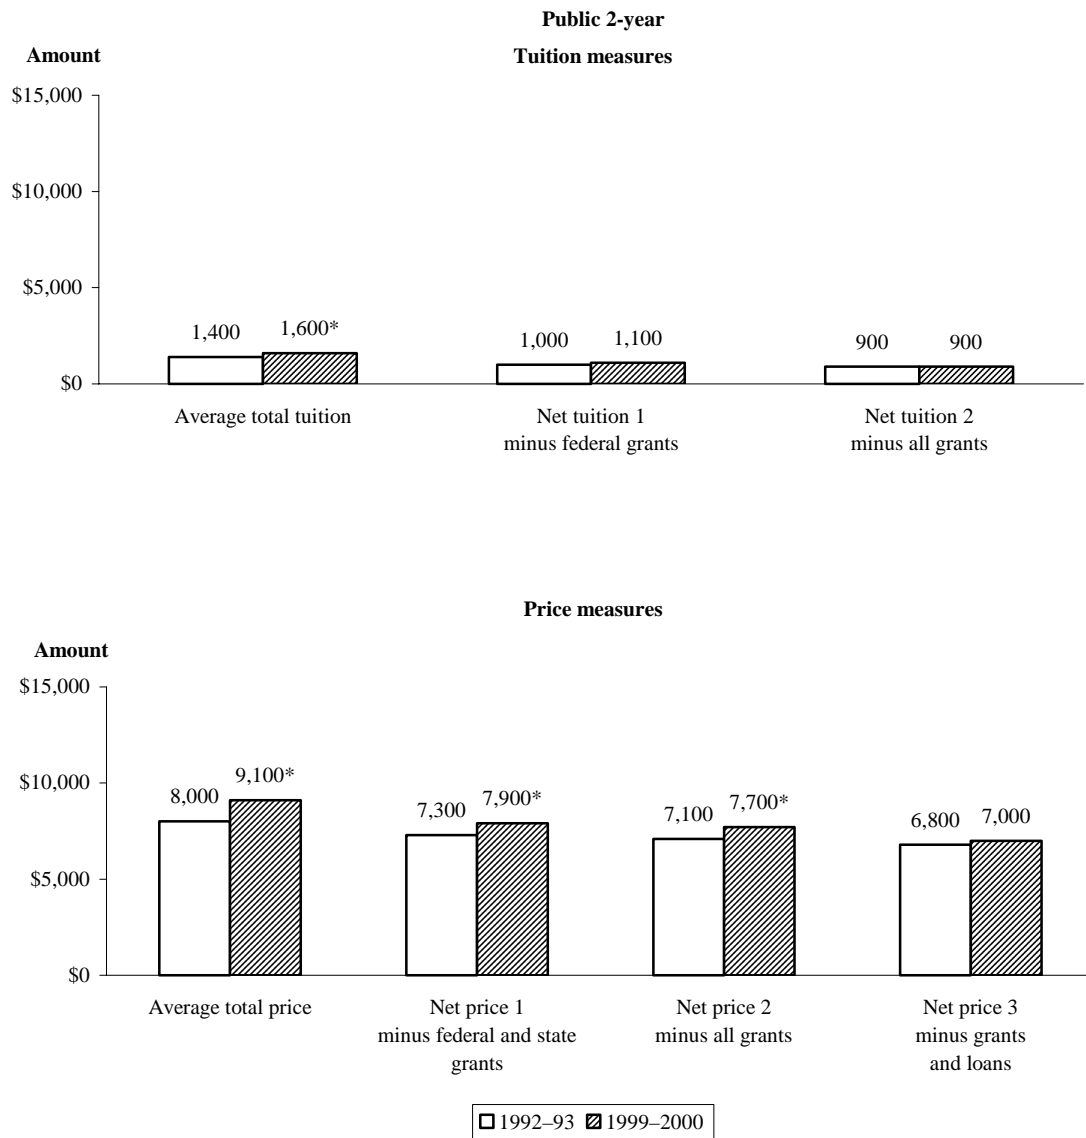 Public 2-year
Amount
Tuition measures
$15,000
$10,000
$5,000
$0
1,400
1,600*
1,000
1,100
900
900
Average total tuition
Net tuition 1
minus federal grants
Net tuition 2
minus all grants
Price measures
Amount
$15,000
$10,000
$5,000
$0
8,000
9,100*
7,300
7,900*
7,100
7,700*
6,800
7,000
Average total price
Net price 1
minus federal and state
grants
Net price 2
minus all grants
Net price 3
minus grants
and loans
1992–93
1999–2000